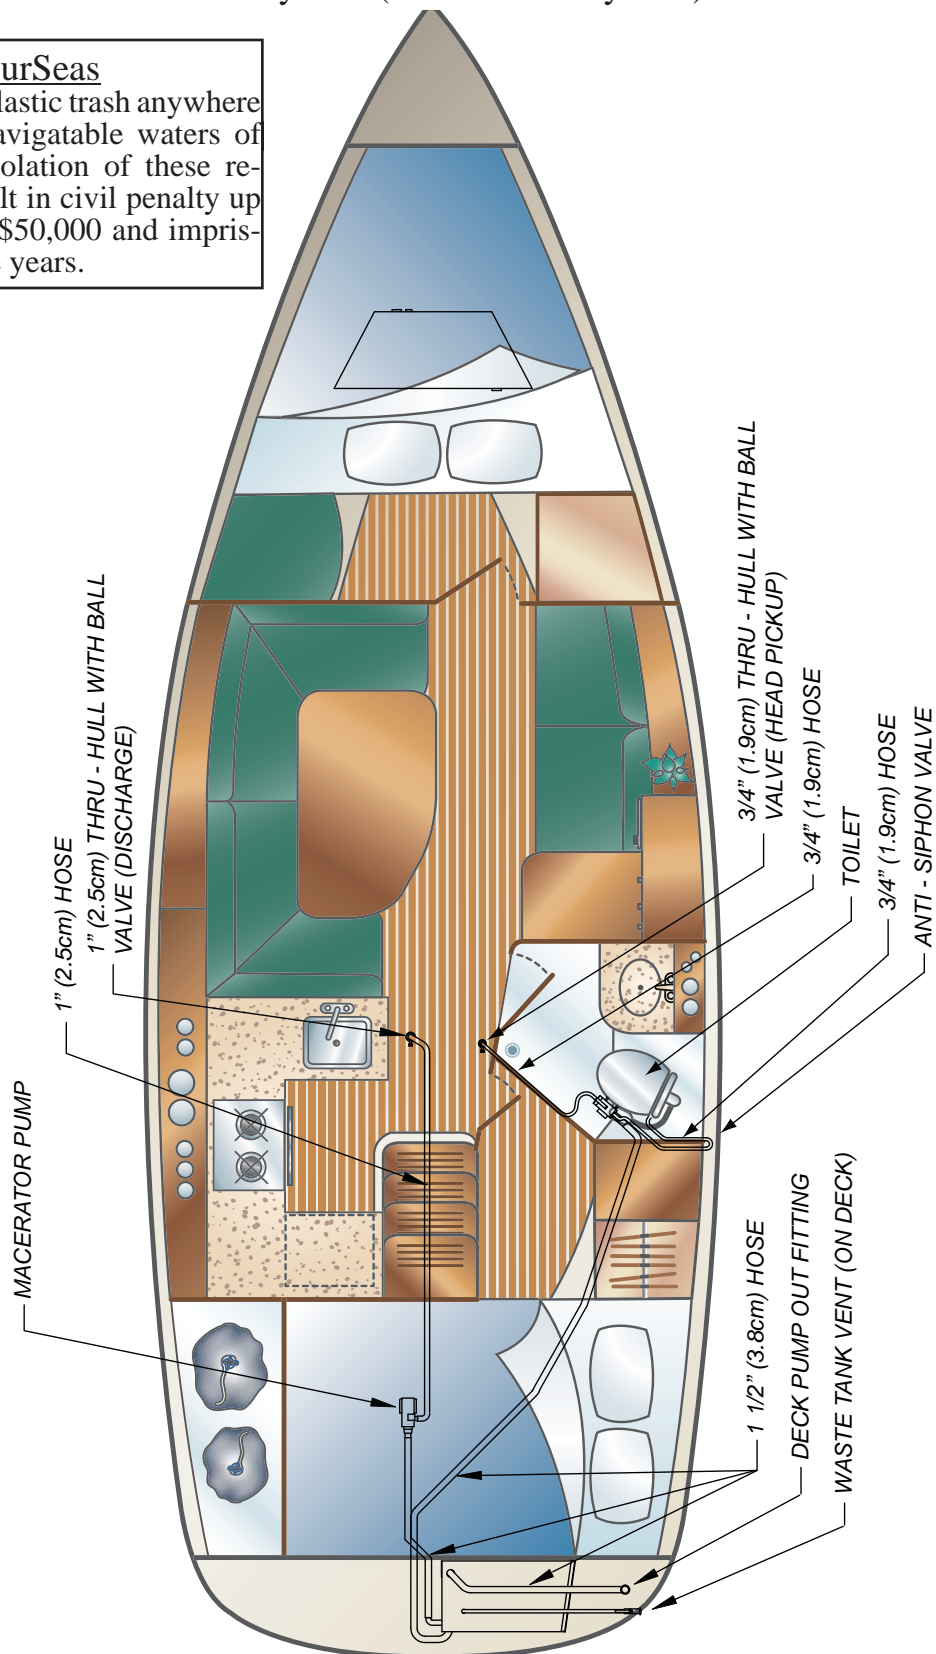 urSeas
lastic trash anywhere
avigatable waters of
olation of these re-
lt in civil penalty up
$50,000 and impris-
years.
1” (2.5cm) HOSE
1” (2.5cm) THRU - HULL WITH BALL
VALVE (DISCHARGE)
MACERATOR PUMP
3/4” (1.9cm) THRU - HULL WITH BALL
VALVE (HEAD PICKUP)
3/4” (1.9cm) HOSE
TOILET
3/4” (1.9cm) HOSE
ANTI - SIPHON VALVE
1 1/2” (3.8cm) HOSE
DECK PUMP OUT FITTING
WASTE TANK VENT (ON DECK)